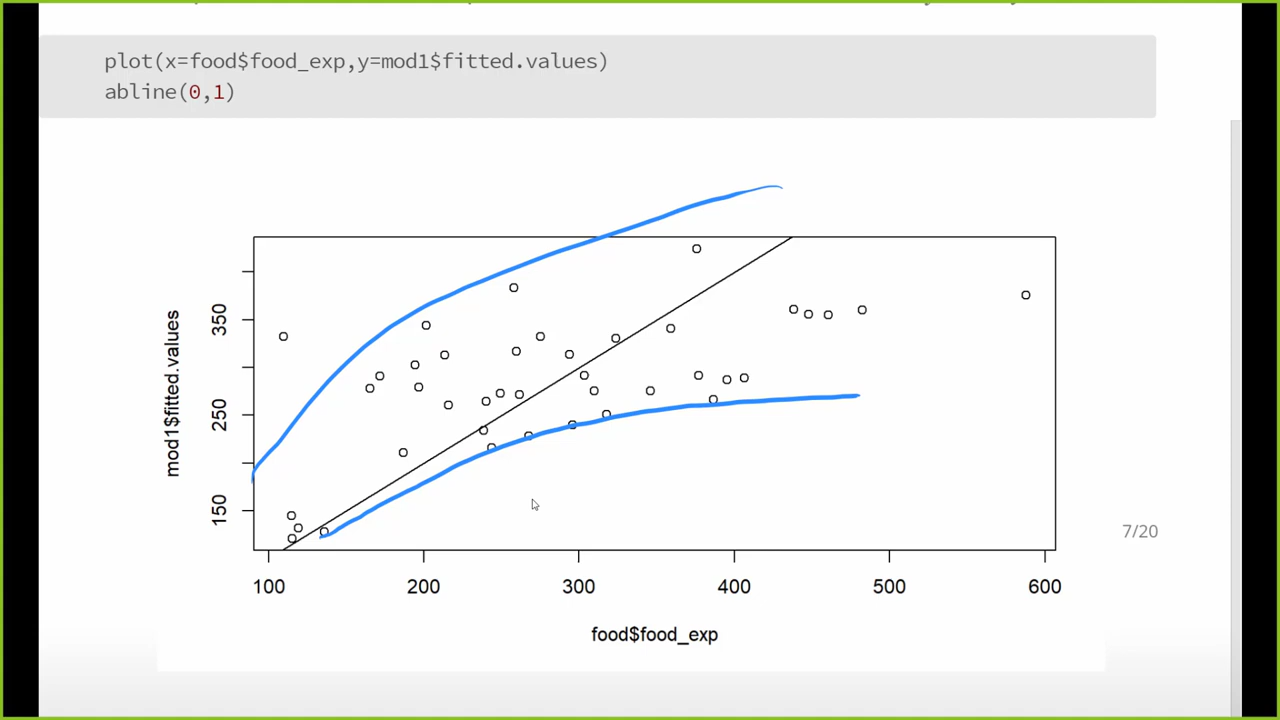 plot(x=food$food_exp,y=mod1$fitted.values)
abline(0,1)
350
250
150
mod1$fitted.values
7/20
100 200 300 400 500 600
food$food_exp